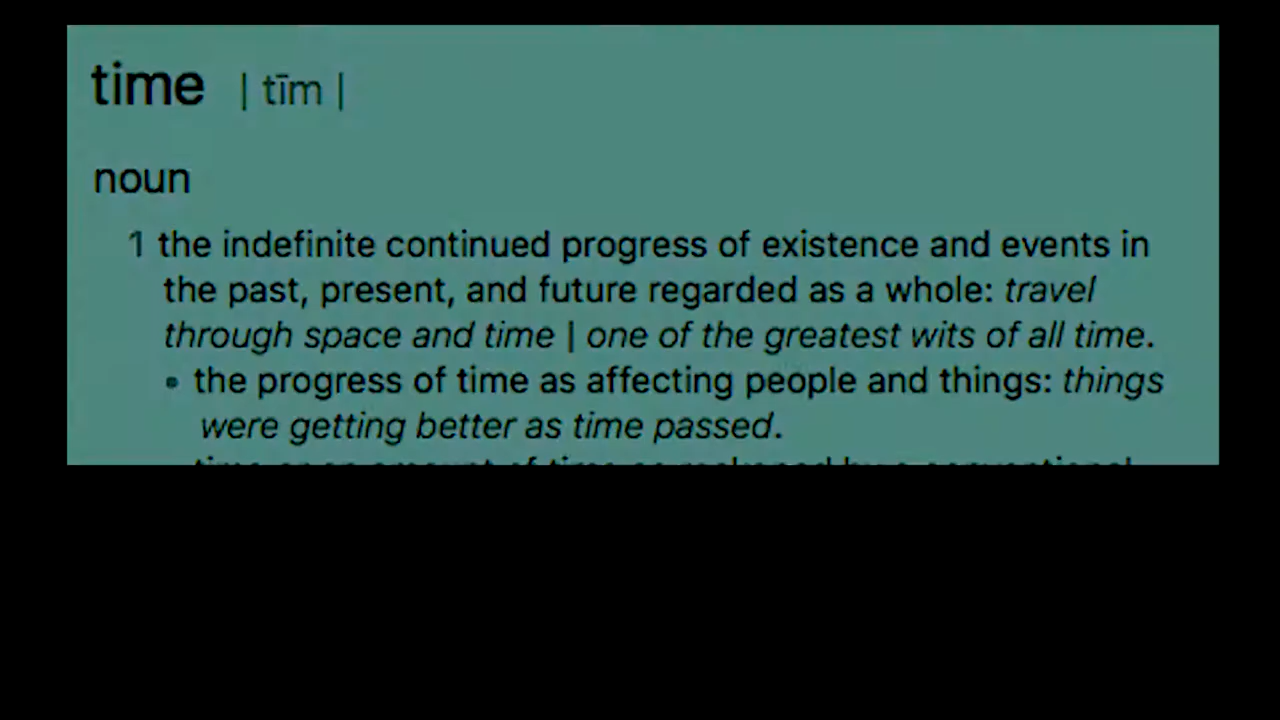 time | tīm |
noun
1 the indefinite continued progress of existence and events in
the past, present, and future regarded as a whole: travel
through space and time | one of the greatest wits of all time.
• the progress of time as affecting people and things: things
were getting better as time passed.